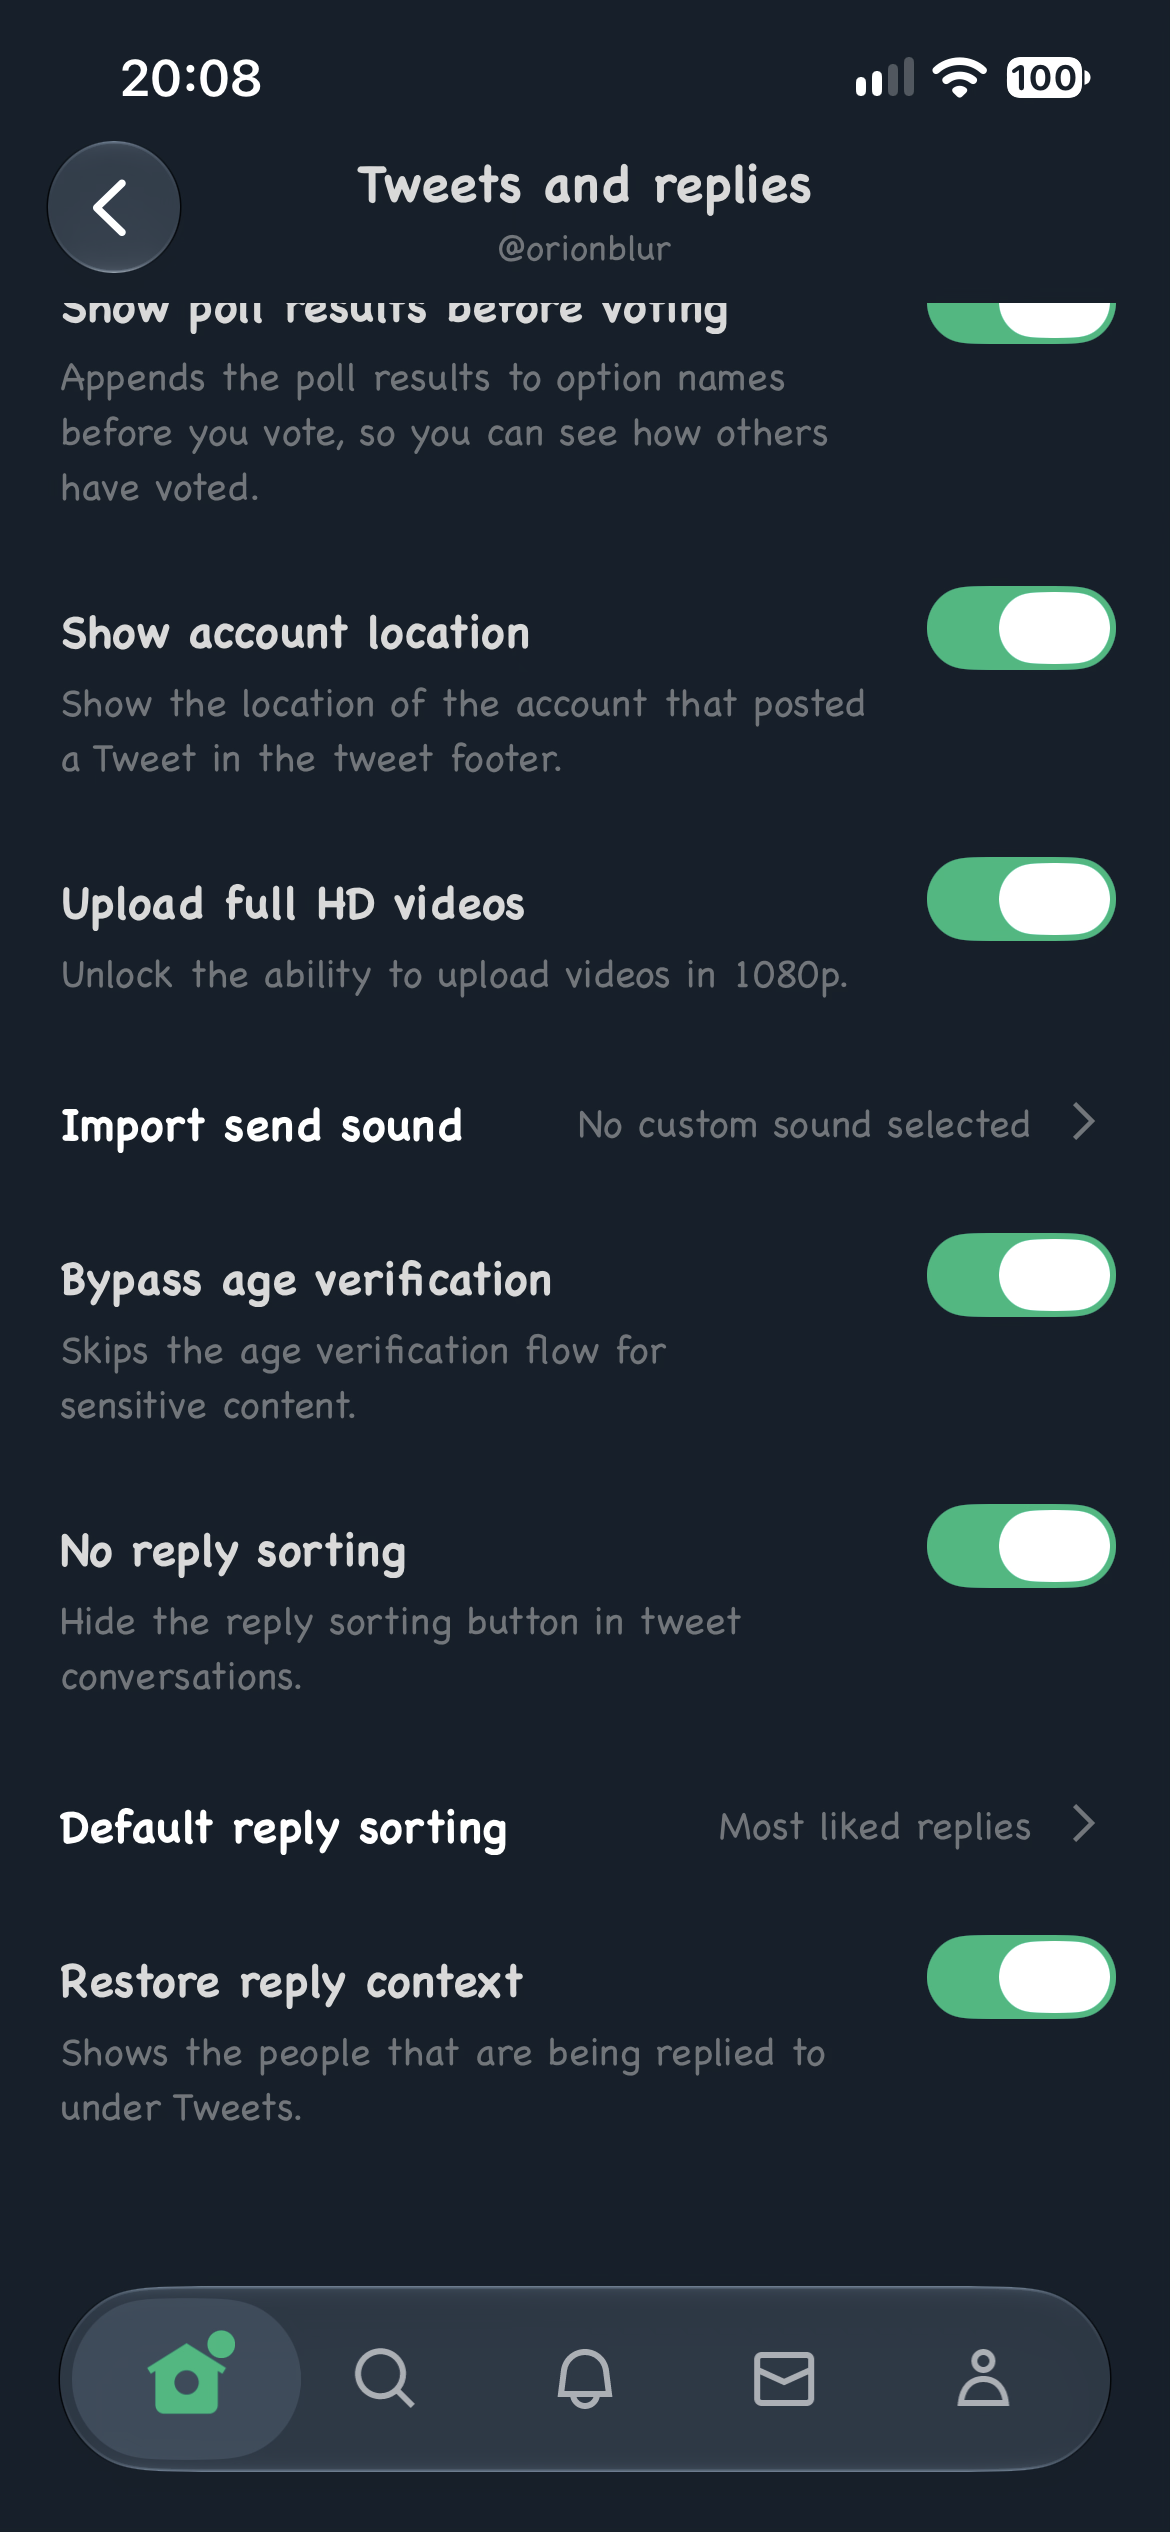 20:08
100
Tweets and replies
@orionblur
Show poll results before voting
Appends the poll results to option names
before you vote, so you can see how others
have voted.
Show account location
Show the location of the account that posted
a Tweet in the tweet footer.
Upload full HD videos
Unlock the ability to upload videos in 1080p.
Import send sound No custom sound selected
Bypass age verification
Skips the age verification flow for
sensitive content.
No reply sorting
Hide the reply sorting button in tweet
conversations.
Default reply sorting Most liked replies
Restore reply context
Shows the people that are being replied to
under Tweets.